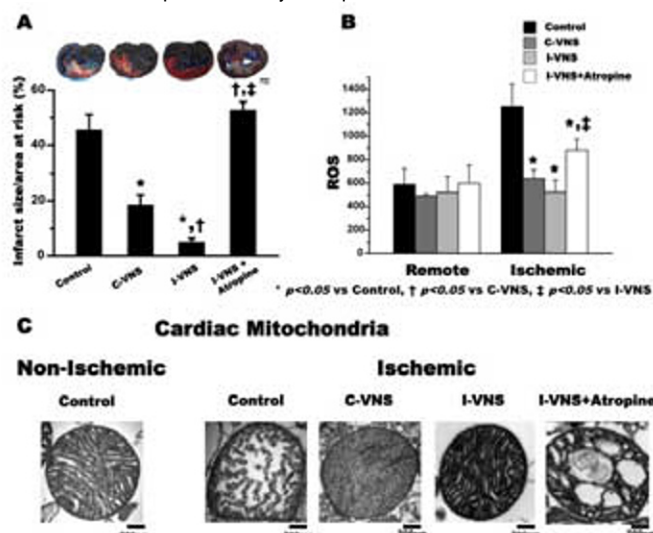 A
B
Control
C-VNS
I-VNS
I-VNS+Atropine
†,‡
*
*,†
60
40
20
0
Infarct size/area at risk (%)
Control
C-VNS
I-VNS
I-VNS + Atropine
1400
1200
1000
800
600
400
200
0
ROS
*
*
*,‡
Remote
Ischemic
* p<0.05 vs Control, † p<0.05 vs C-VNS, ‡ p<0.05 vs I-VNS
C
Cardiac Mitochondria
Non-Ischemic
Ischemic
Control
Control
C-VNS
I-VNS
I-VNS+Atropine